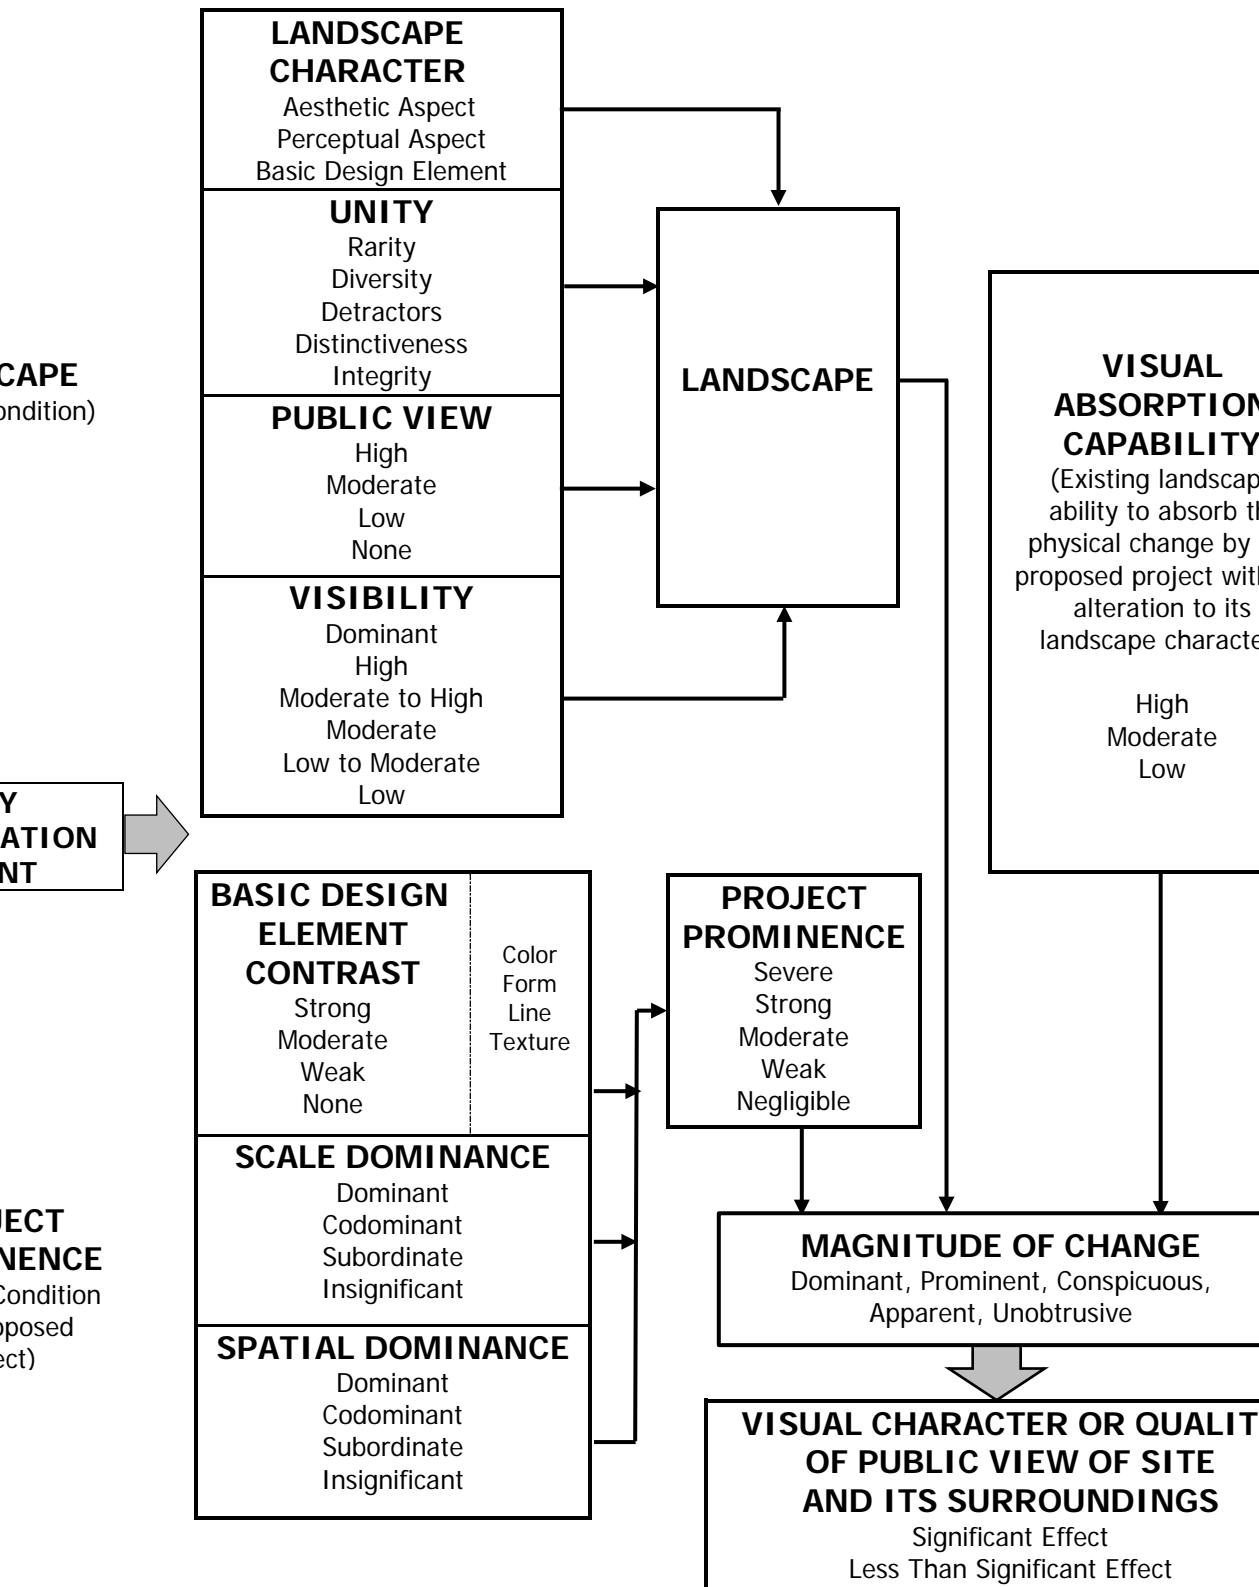 LANDSCAPE
CHARACTER
Aesthetic Aspect
Perceptual Aspect
Basic Design Element
UNITY
Rarity
Diversity
Detractors
Distinctiveness
Integrity
PUBLIC VIEW
High
Moderate
Low
None
VISIBILITY
Dominant
High
Moderate to High
Moderate
Low to Moderate
Low
CAPE
ondition)
LANDSCAPE
VISUAL
ABSORPTION
CAPABILITY
(Existing landscap
ability to absorb th
physical change by
proposed project with
alteration to its
landscape characte
High
Moderate
Low
Y
ATION
NT
BASIC DESIGN
ELEMENT
CONTRAST
Strong
Moderate
Weak
None
Color
Form
Line
Texture
SCALE DOMINANCE
Dominant
Codominant
Subordinate
Insignificant
SPATIAL DOMINANCE
Dominant
Codominant
Subordinate
Insignificant
JECT
NENCE
Condition
posed
ect)
PROJECT
PROMINENCE
Severe
Strong
Moderate
Weak
Negligible
MAGNITUDE OF CHANGE
Dominant, Prominent, Conspicuous,
Apparent, Unobtrusive
VISUAL CHARACTER OR QUALIT
OF PUBLIC VIEW OF SITE
AND ITS SURROUNDINGS
Significant Effect
Less Than Significant Effect